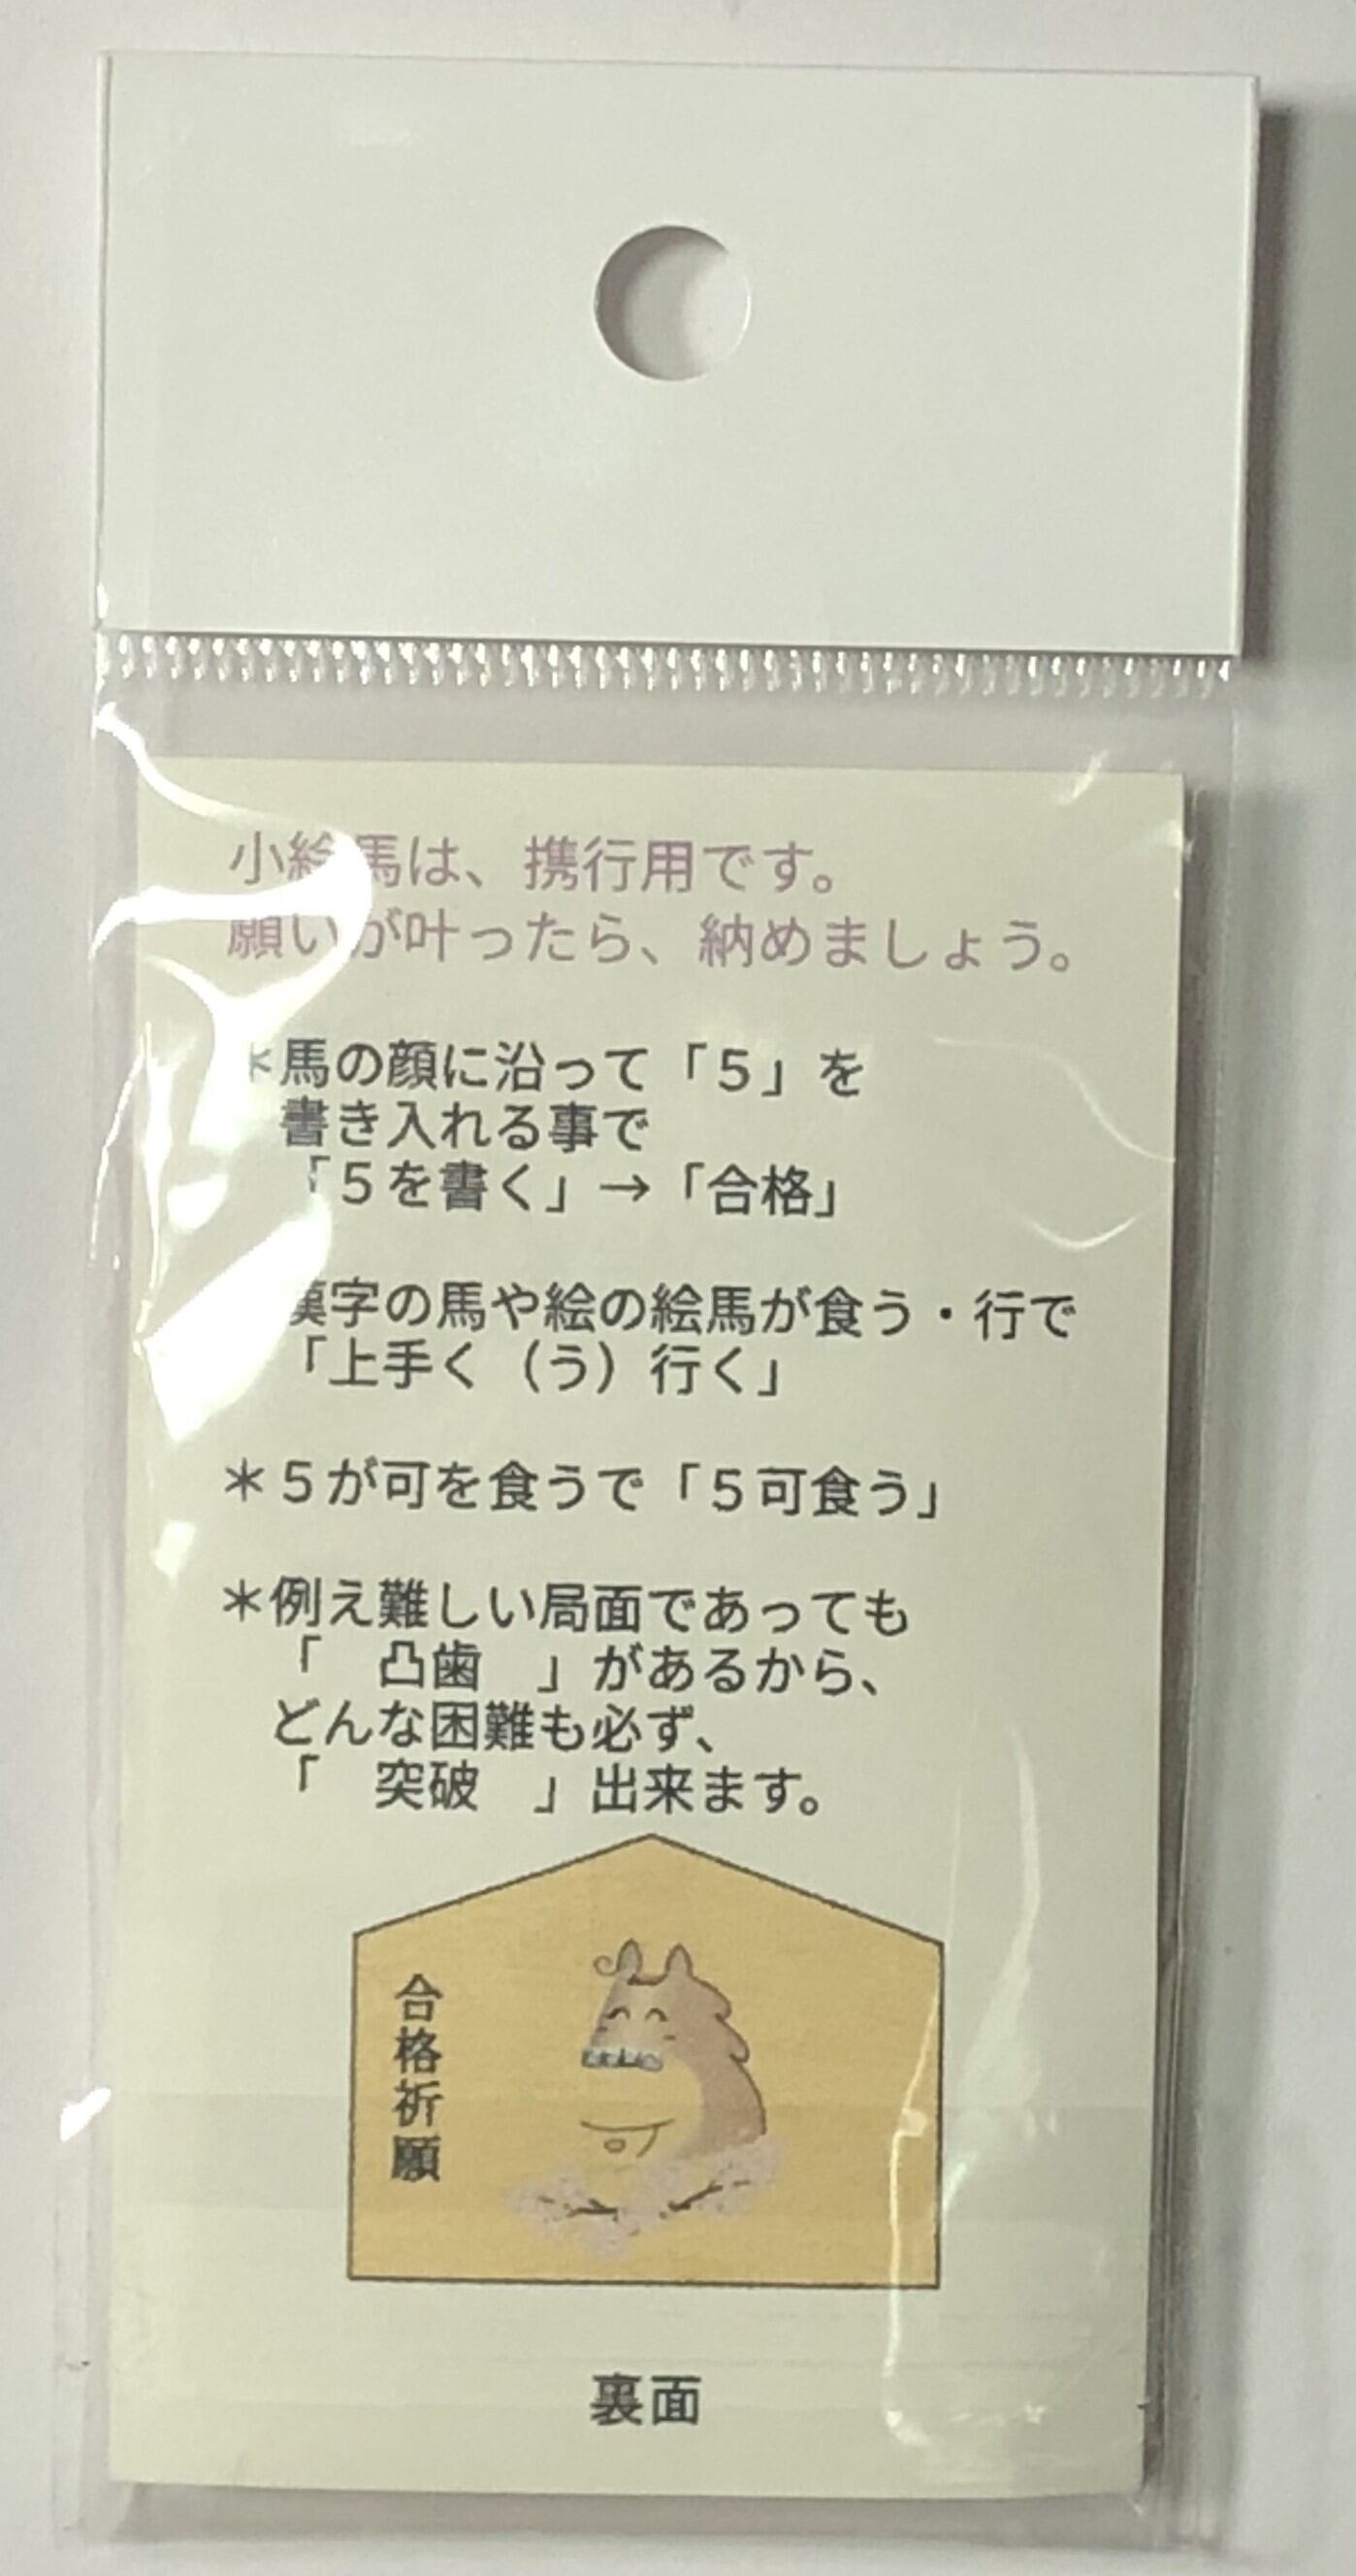 小絵馬は、携行用です。
願いが叶ったら、納めましょう。
＊馬の顔に沿って「５」を
書き入れる事で
「５を書く」→「合格」
漢字の馬や絵の絵馬が食う・行で
「上手く（う）行く」
＊５が可を食うで「５可食う」
＊例え難しい局面であっても
「　凸歯　」があるから、
どんな困難も必ず、
「　突破　」出来ます。
合格祈願
裏面